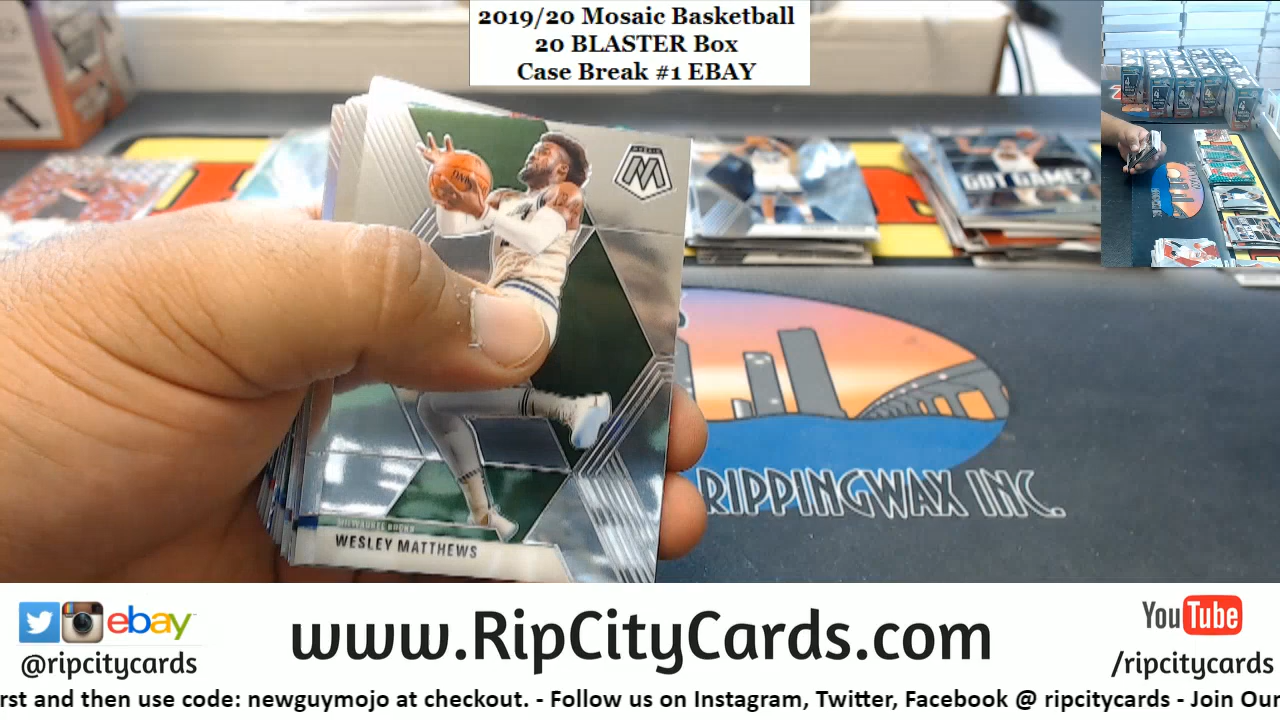 2019/20 Mosaic Basketball
20 BLASTER Box
Case Break #1 EBAY
MOSAIC
GOT GAME?
MILWAUKEE BUCKS
WESLEY MATTHEWS
RIPPINGWAX INC.
ebay
@ripcitycards
www.RipCityCards.com
YouTube
/ripcitycards
rst and then use code: newguymojo at checkout. - Follow us on Instagram, Twitter, Facebook @ ripcitycards - Join Our